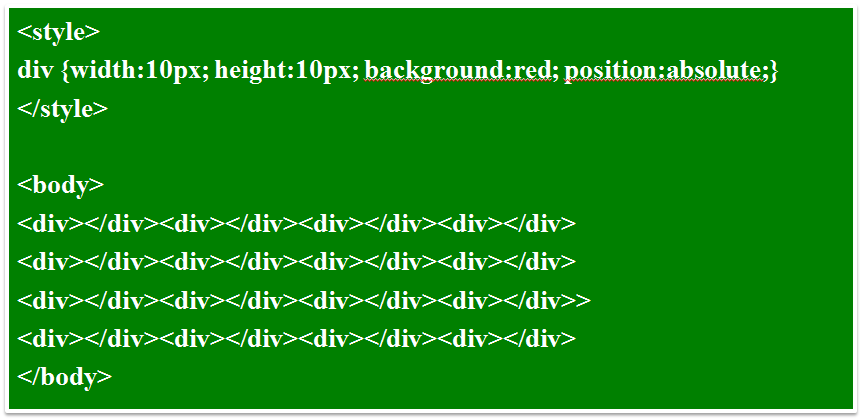 <style>
div {width:10px; height:10px; background:red; position:absolute;}
</style>
<body>
<div></div><div></div><div></div><div></div>
<div></div><div></div><div></div><div></div>
<div></div><div></div><div></div><div></div>>
<div></div><div></div><div></div><div></div>
</body>